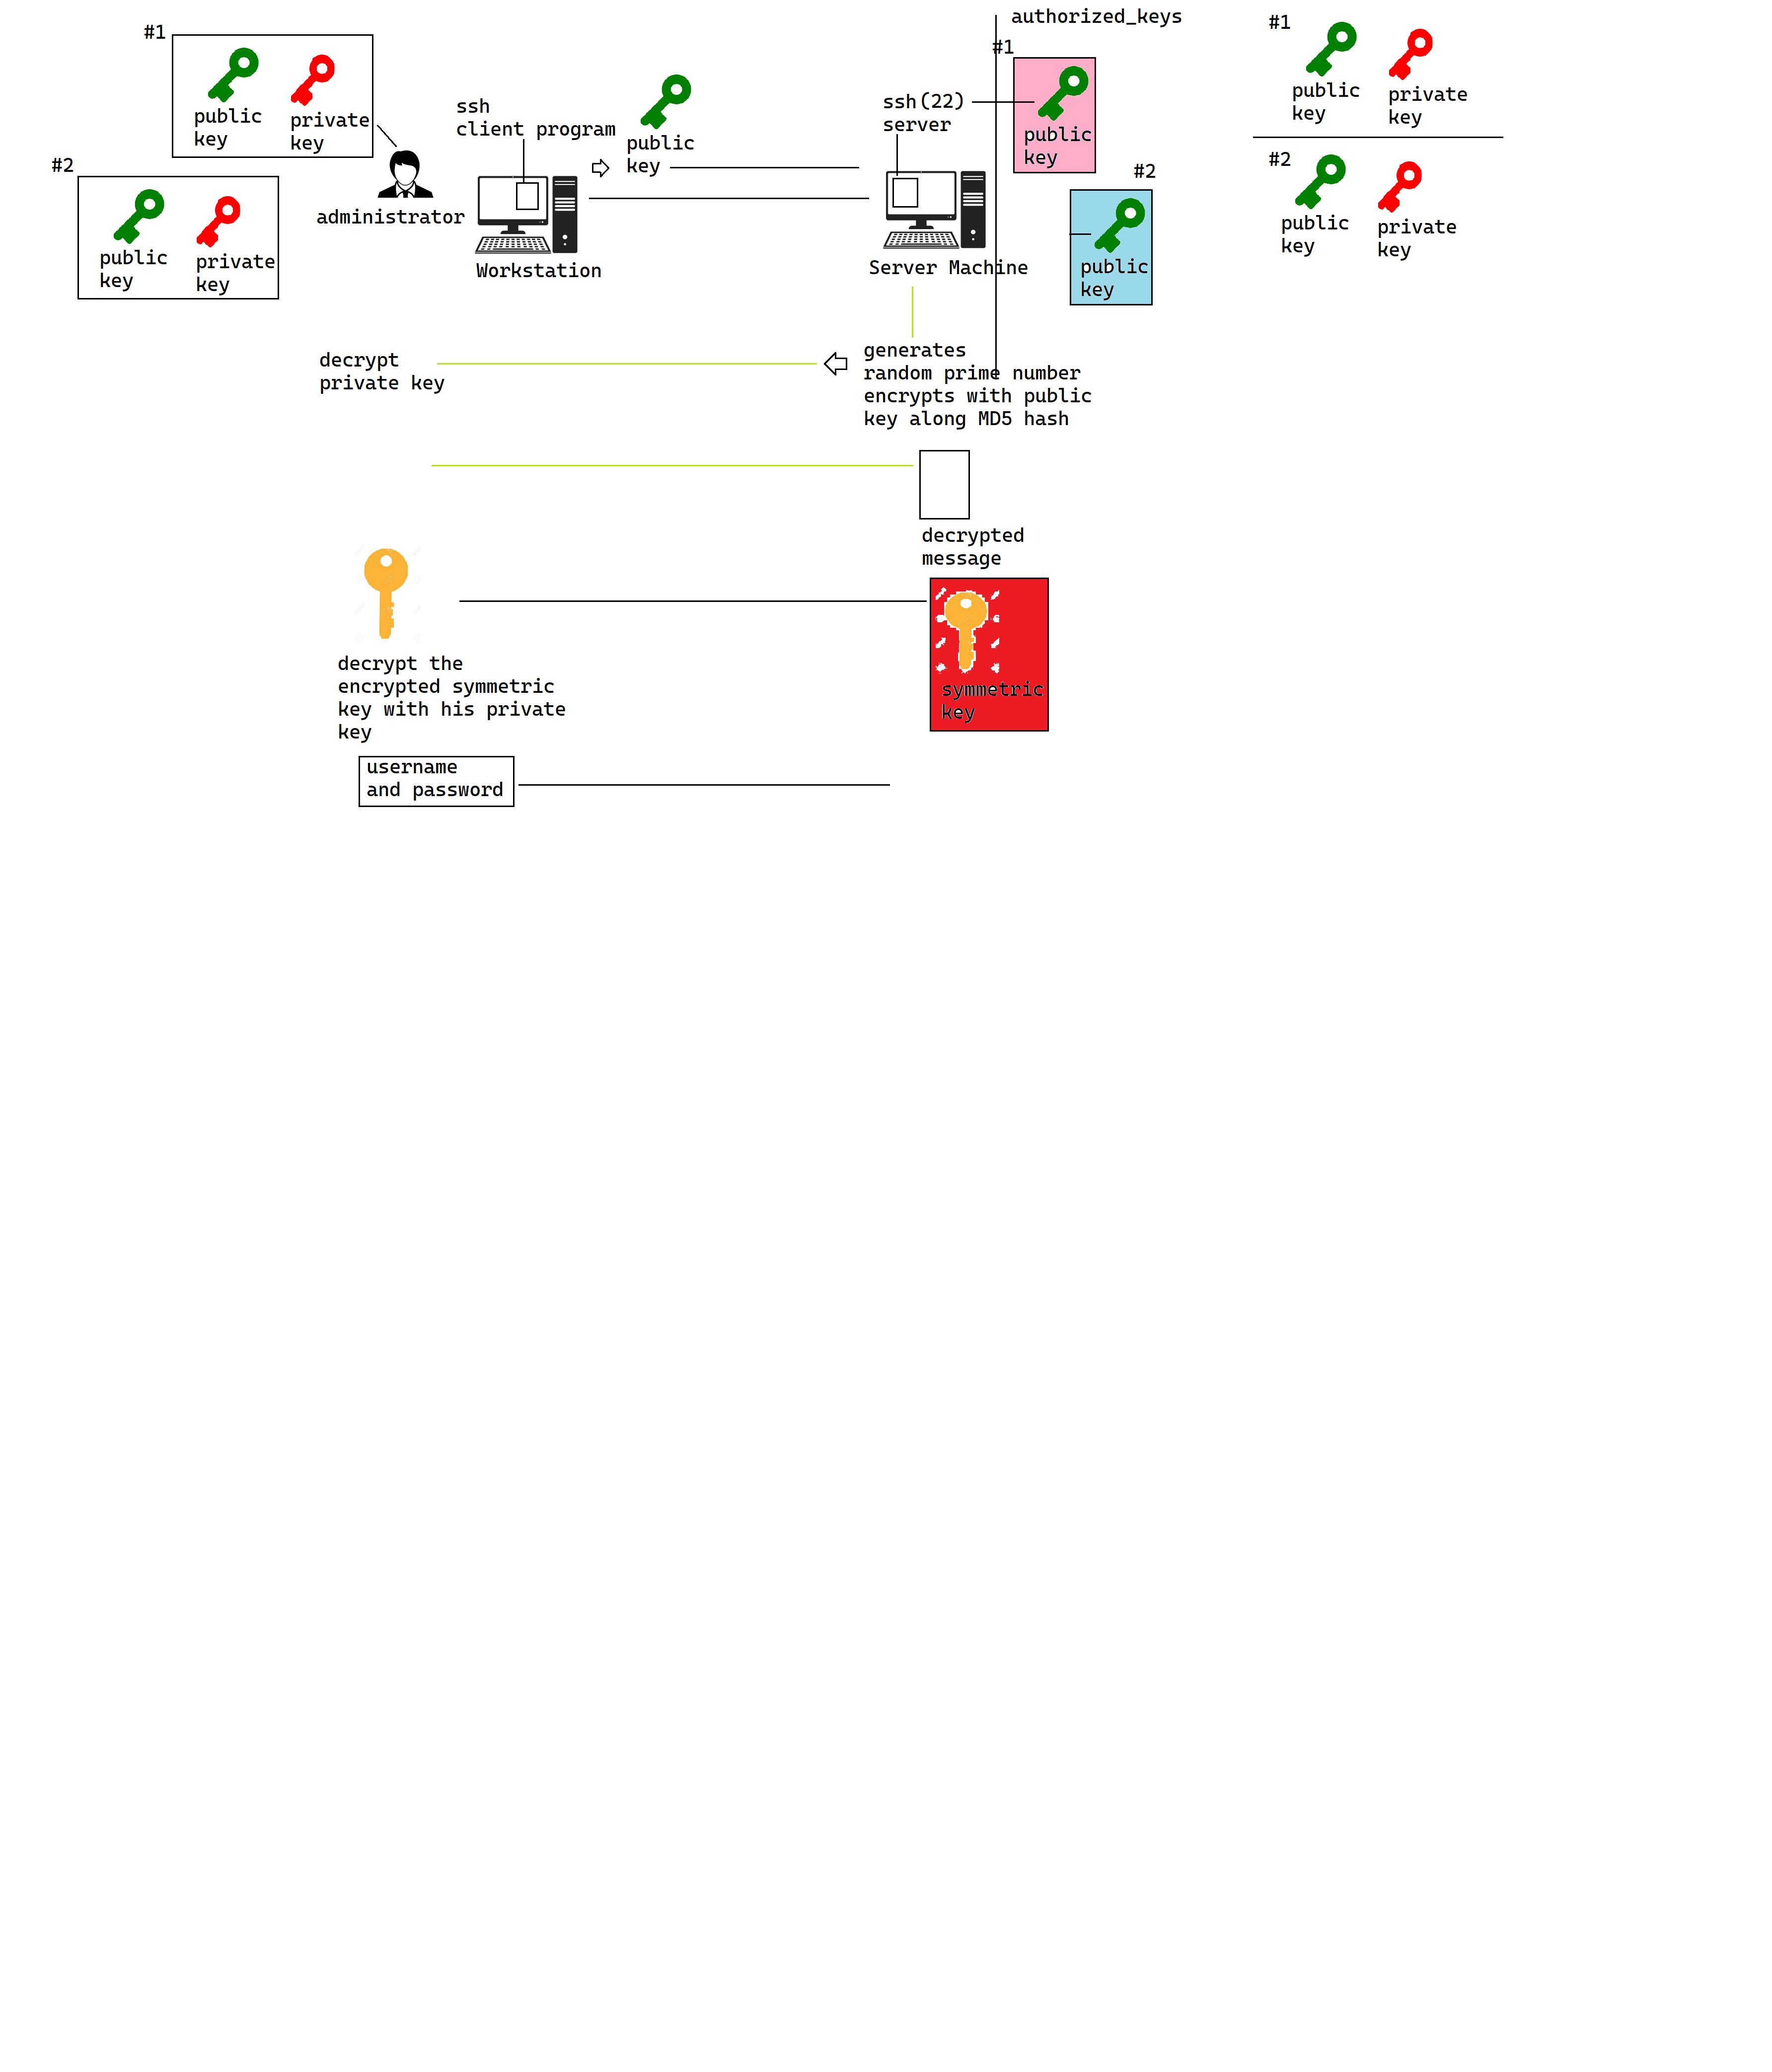 #1
public
key
private
key
#2
public
key
private
key
administrator
ssh
client program
Workstation
public
key
ssh(22)
server
Server Machine
authorized_keys
#1
public
key
#2
public
key
#1
public
key
private
key
#2
public
key
private
key
generates
random prime number
encrypts with public
key along MD5 hash
decrypt
private key
decrypted
message
symmetric
key
decrypt the
encrypted symmetric
key with his private
key
username
and password